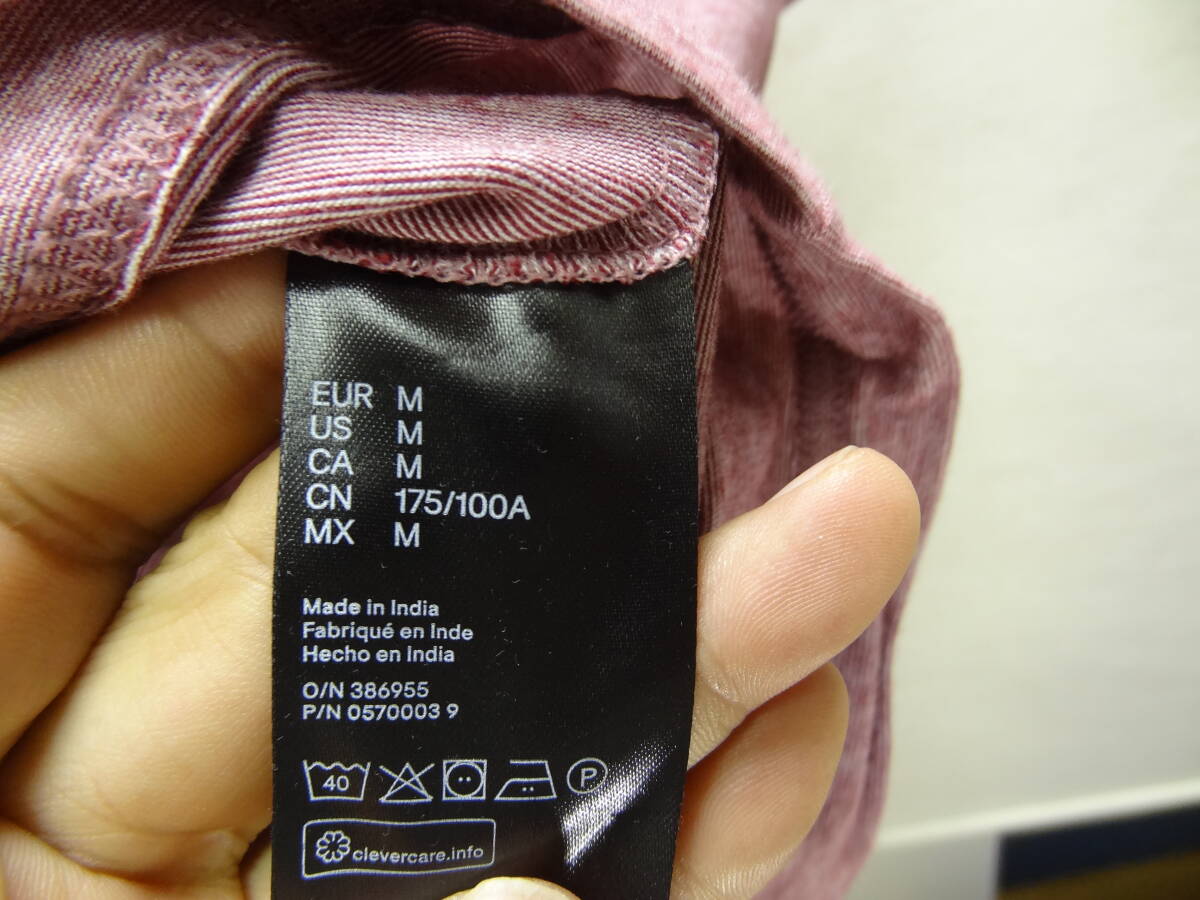 EUR M
US M
CA M
CN 175/100A
MX M
Made in India
Fabriqué en Inde
Hecho en India
O/N 386955
P/N 0570003 9
40
P
clevercare.info